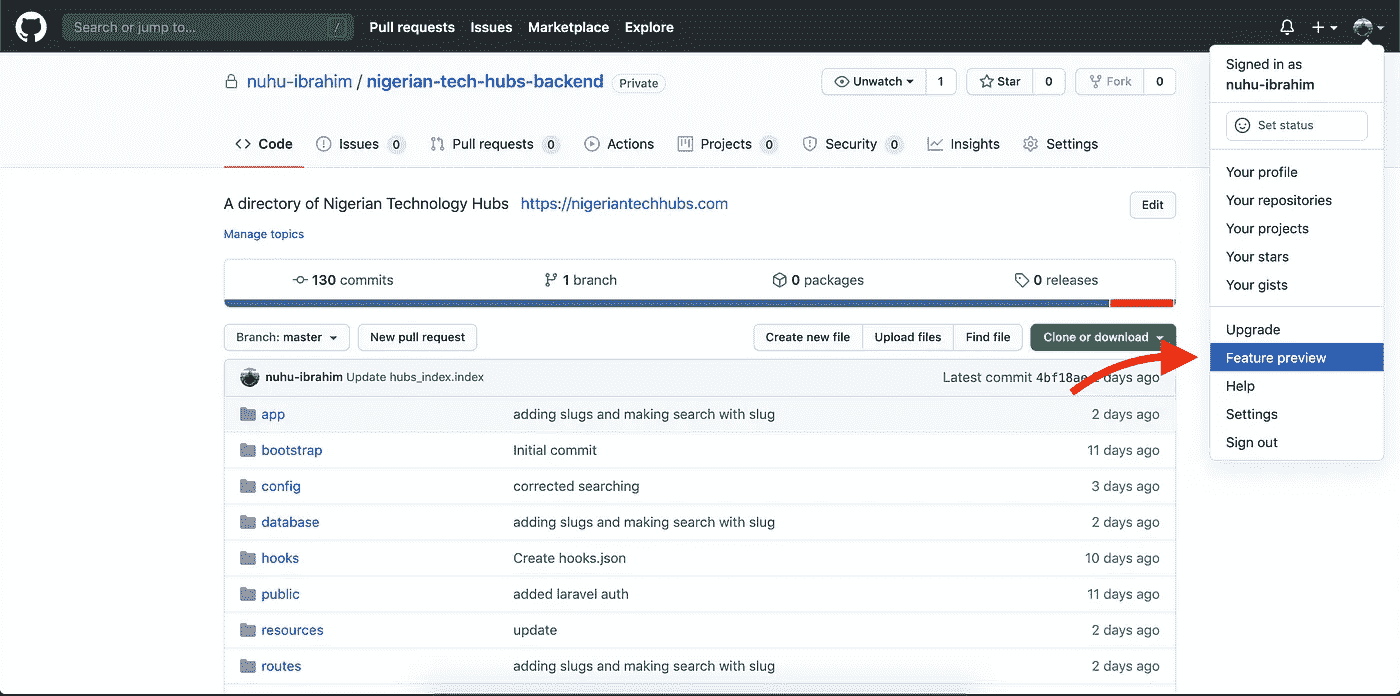 Search or jump to... /
Pull requests Issues Marketplace Explore
Signed in as
nuhu-ibrahim
Set status
Your profile
Your repositories
Your projects
Your stars
Your gists
Upgrade
Feature preview
Help
Settings
Sign out
nuhu-ibrahim / nigerian-tech-hubs-backend Private
Unwatch 1 Star 0 Fork 0
Code Issues 0 Pull requests 0 Actions Projects 0 Security 0 Insights Settings
A directory of Nigerian Technology Hubs https://nigeriantechhubs.com Edit
Manage topics
130 commits 1 branch 0 packages 0 releases
Branch: master New pull request Create new file Upload files Find file Clone or download
nuhu-ibrahim Update hubs_index.index Latest commit 4bf18ae days ago
app adding slugs and making search with slug 2 days ago
bootstrap Initial commit 11 days ago
config corrected searching 3 days ago
database adding slugs and making search with slug 2 days ago
hooks Create hooks.json 10 days ago
public added laravel auth 11 days ago
resources update 2 days ago
routes adding slugs and making search with slug 2 days ago